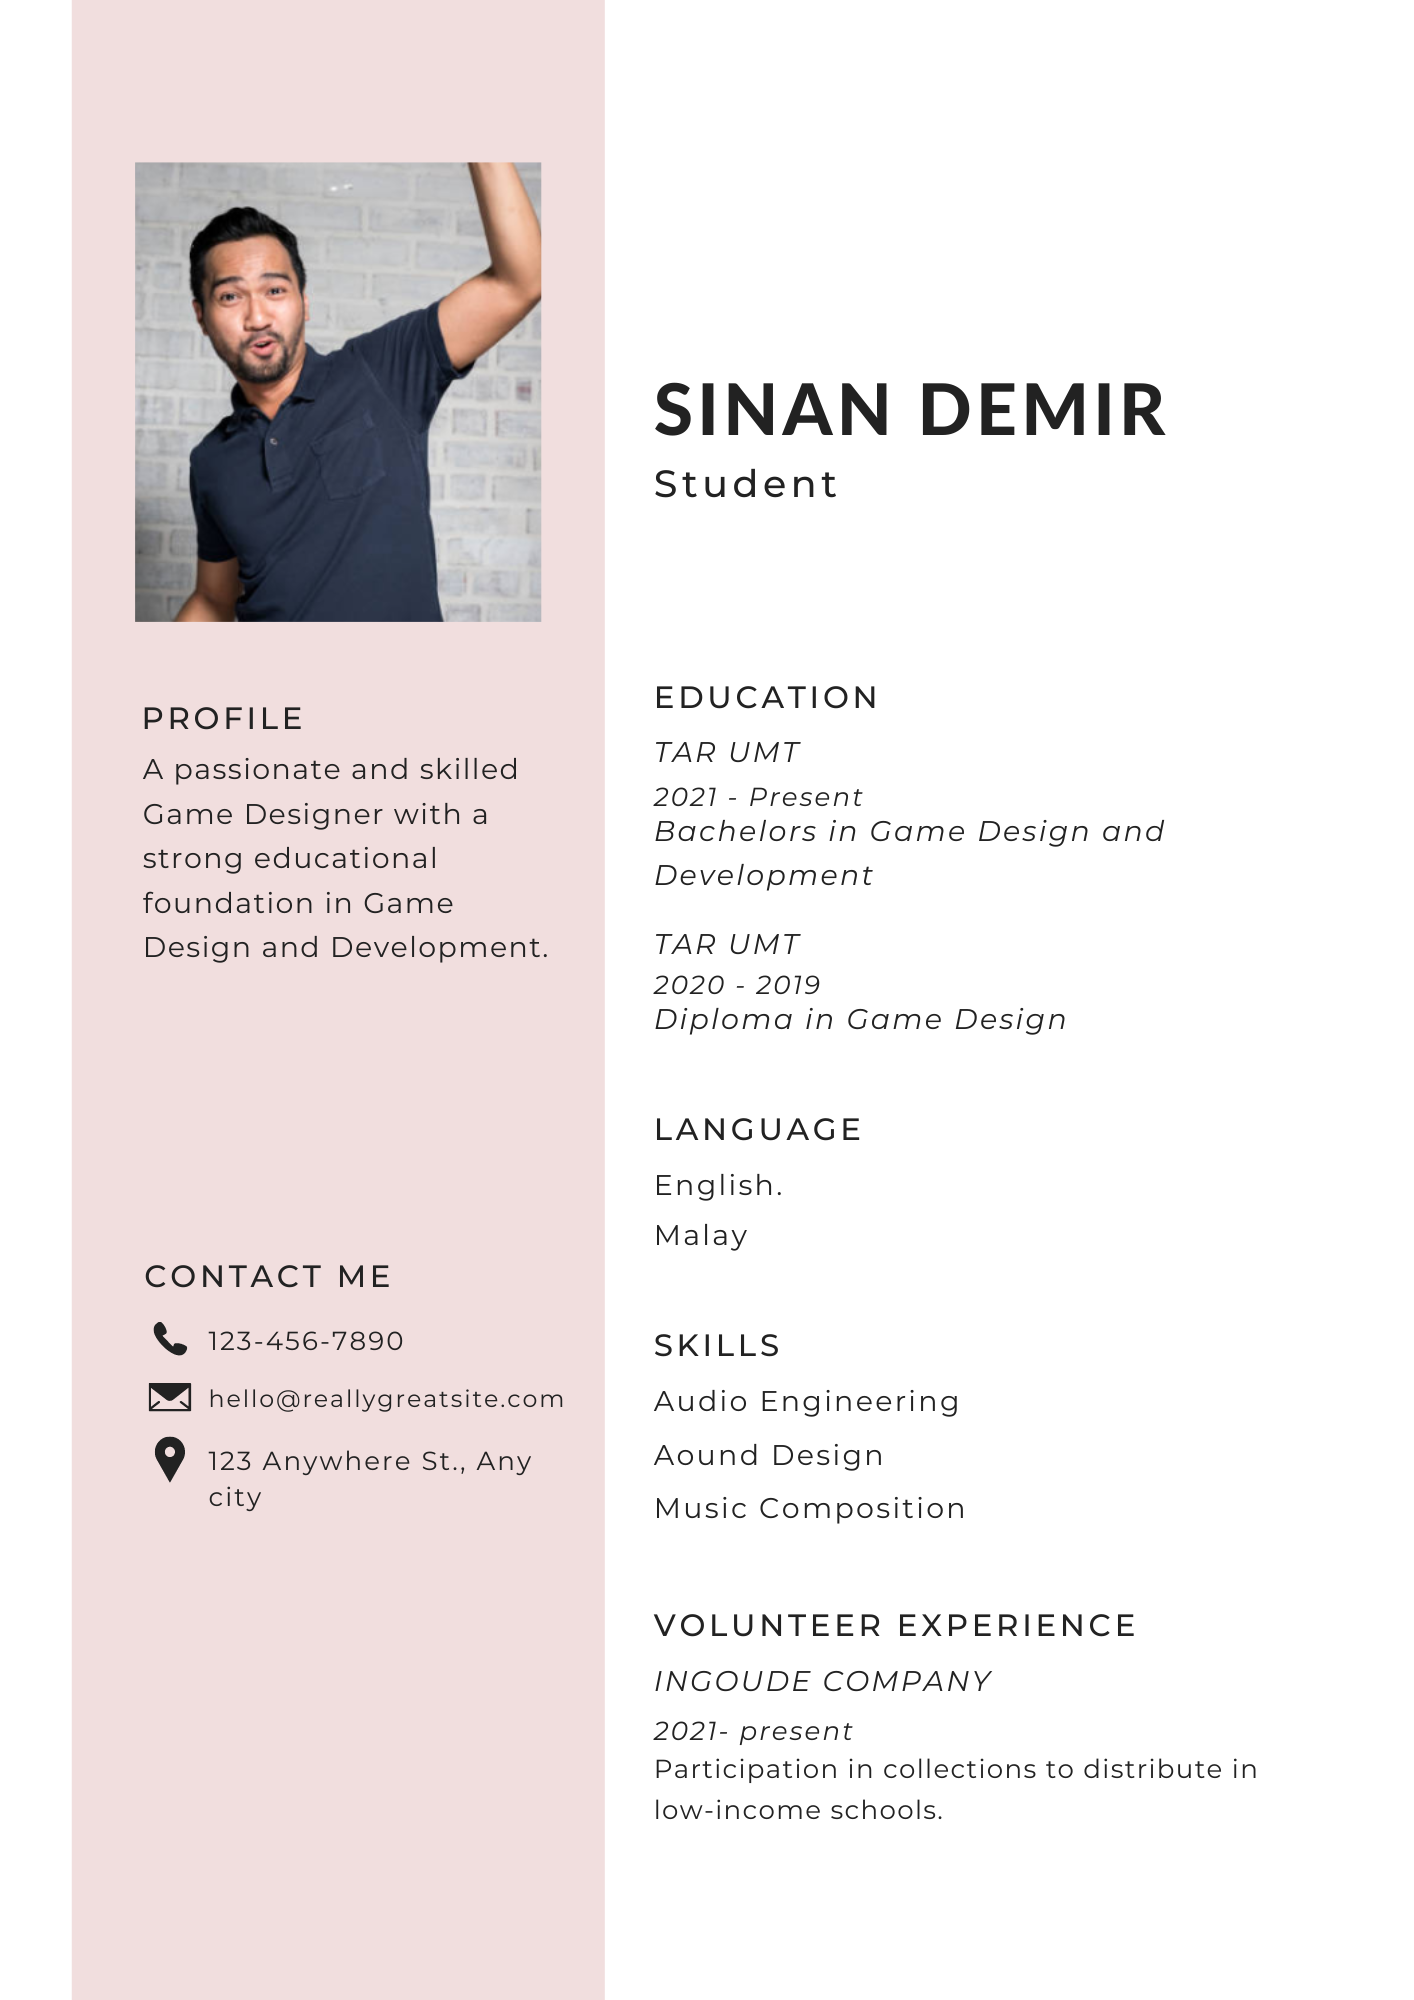 SINAN DEMIR
Student
PROFILE
A passionate and skilled
Game Designer with a
strong educational
foundation in Game
Design and Development.
CONTACT ME
123-456-7890
hello@reallygreatsite.com
123 Anywhere St., Any
city
EDUCATION
TAR UMT
2021 - Present
Bachelors in Game Design and
Development
TAR UMT
2020 - 2019
Diploma in Game Design
LANGUAGE
English.
Malay
SKILLS
Audio Engineering
Aound Design
Music Composition
VOLUNTEER EXPERIENCE
INGOUDE COMPANY
2021- present
Participation in collections to distribute in
low-income schools.